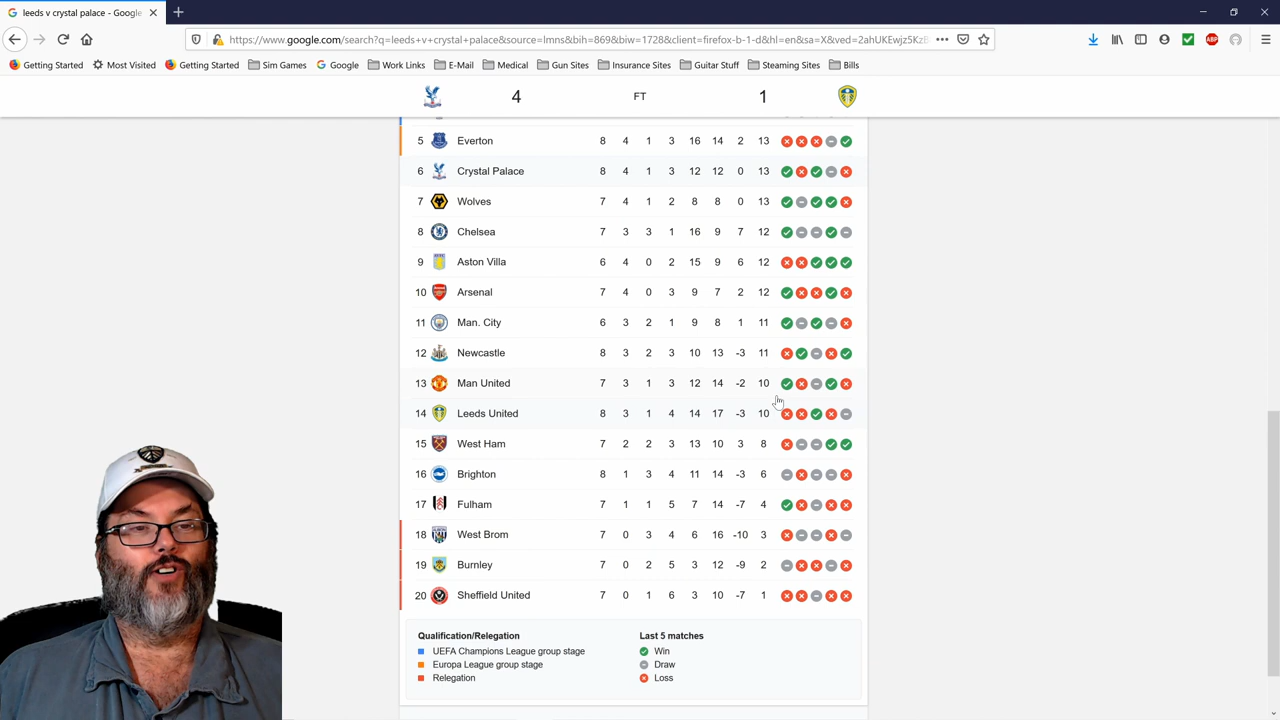 leeds v crystal palace - Google
https://www.google.com/search?q=leeds+v+crystal+palace&source=lmns&bih=869&biw=1728&client=firefox-b-1-d&hl=en&sa=X&ved=2ahUKEwjz5KzB
Getting Started Most Visited Getting Started Sim Games Google Work Links E-Mail Medical Gun Sites Insurance Sites Guitar Stuff Steaming Sites Bills
4 FT 1
5 Everton 8 4 1 3 16 14 2 13
6 Crystal Palace 8 4 1 3 12 12 0 13
7 Wolves 7 4 1 2 8 8 0 13
8 Chelsea 7 3 3 1 16 9 7 12
9 Aston Villa 6 4 0 2 15 9 6 12
10 Arsenal 7 4 0 3 9 7 2 12
11 Man. City 6 3 2 1 9 8 1 11
12 Newcastle 8 3 2 3 10 13 -3 11
13 Man United 7 3 1 3 12 14 -2 10
14 Leeds United 8 3 1 4 14 17 -3 10
15 West Ham 7 2 2 3 13 10 3 8
16 Brighton 8 1 3 4 11 14 -3 6
17 Fulham 7 1 1 5 7 14 -7 4
18 West Brom 7 0 3 4 6 16 -10 3
19 Burnley 7 0 2 5 3 12 -9 2
20 Sheffield United 7 0 1 6 3 10 -7 1
Qualification/Relegation Last 5 matches
UEFA Champions League group stage Win
Europa League group stage Draw
Relegation Loss